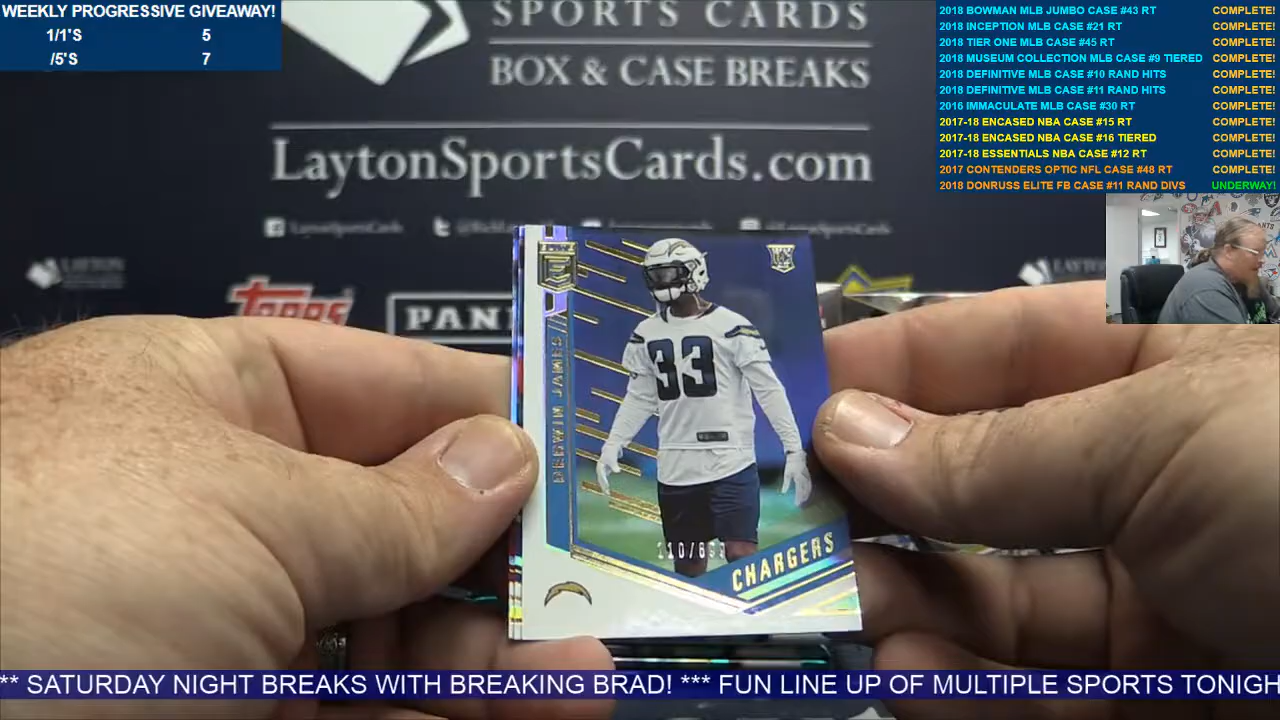 WEEKLY PROGRESSIVE GIVEAWAY!
1/1'S 5
/5'S 7
SPORTS CARDS
BOX & CASE BREAKS
LaytonSportsCards.com
2018 BOWMAN MLB JUMBO CASE #43 RT COMPLETE!
2018 INCEPTION MLB CASE #21 RT COMPLETE!
2018 TIER ONE MLB CASE #45 RT COMPLETE!
2018 MUSEUM COLLECTION MLB CASE #9 TIERED COMPLETE!
2018 DEFINITIVE MLB CASE #10 RAND HITS COMPLETE!
2018 DEFINITIVE MLB CASE #11 RAND HITS COMPLETE!
2016 IMMACULATE MLB CASE #30 RT COMPLETE!
2017-18 ENCASED NBA CASE #15 RT COMPLETE!
2017-18 ENCASED NBA CASE #16 TIERED COMPLETE!
2017-18 ESSENTIALS NBA CASE #12 RT COMPLETE!
2017 CONTENDERS OPTIC NFL CASE #48 RT COMPLETE!
2018 DONRUSS ELITE FB CASE #11 RAND DIVS UNDERWAY!
LaytonSportsCards
LAYTON
topps
PANINI
DERWIN JAMES
33
CHARGERS
** SATURDAY NIGHT BREAKS WITH BREAKING BRAD! *** FUN LINE UP OF MULTIPLE SPORTS TONIGH